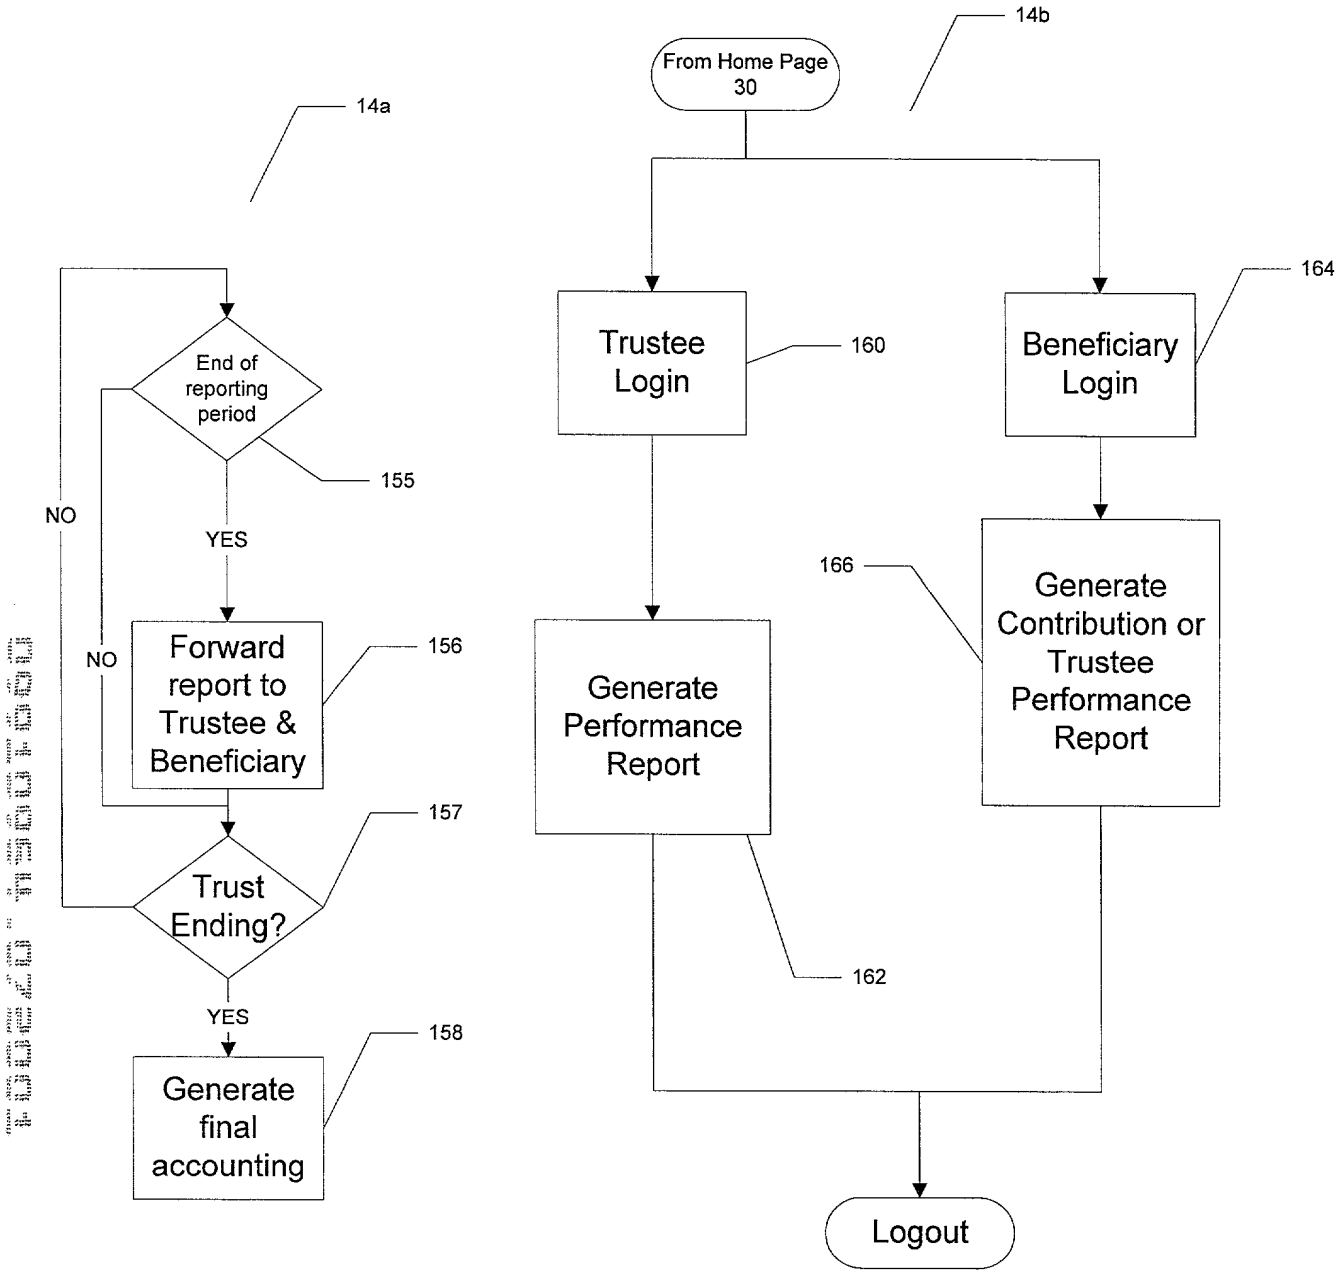 14a
End of
reporting
period
155
NO
YES
NO
Forward
report to
Trustee &
Beneficiary
156
157
Trust
Ending?
YES
158
Generate
final
accounting
14b
From Home Page
30
Trustee
Login
160
Beneficiary
Login
164
166
Generate
Performance
Report
162
Generate
Contribution or
Trustee
Performance
Report
Logout